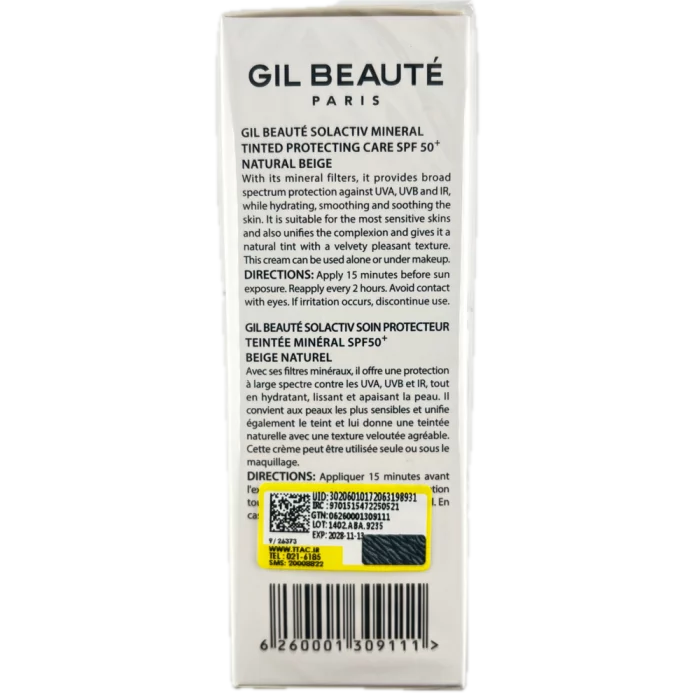 GIL BEAUTÉ
PARIS
GIL BEAUTÉ SOLACTIV MINERAL
TINTED PROTECTING CARE SPF 50+
NATURAL BEIGE
With its mineral filters, it provides broad
spectrum protection against UVA, UVB and IR,
while hydrating, smoothing and soothing the
skin. It is suitable for the most sensitive skins
and also unifies the complexion and gives it a
natural tint with a velvety pleasant texture.
This cream can be used alone or under makeup.
DIRECTIONS: Apply 15 minutes before sun
exposure. Reapply every 2 hours. Avoid contact
with eyes. If irritation occurs, discontinue use.
GIL BEAUTÉ SOLACTIV SOIN PROTECTEUR
TEINTÉE MINÉRAL SPF50+
BEIGE NATUREL
Avec ses filtres minéraux, il offre une protection
à large spectre contre les UVA, UVB et IR, tout
en hydratant, lissant et apaisant la peau. Il
convient aux peaux les plus sensibles et unifie
également le teint et lui donne une teintée
naturelle avec une texture veloutée agréable.
Cette crème peut être utilisée seule ou sous le
maquillage.
DIRECTIONS: Appliquer 15 minutes avant
En
UID: 30206010172063198931
IRC: 9701515472250521
GTN: 06260001309111
LOT: 1402.ABA.9235
EXP: 2028-11-13
9/ 26373
WWW.TTAC.IR
TEL: 021-6185
SMS: 20008822
6 260001 309111 >